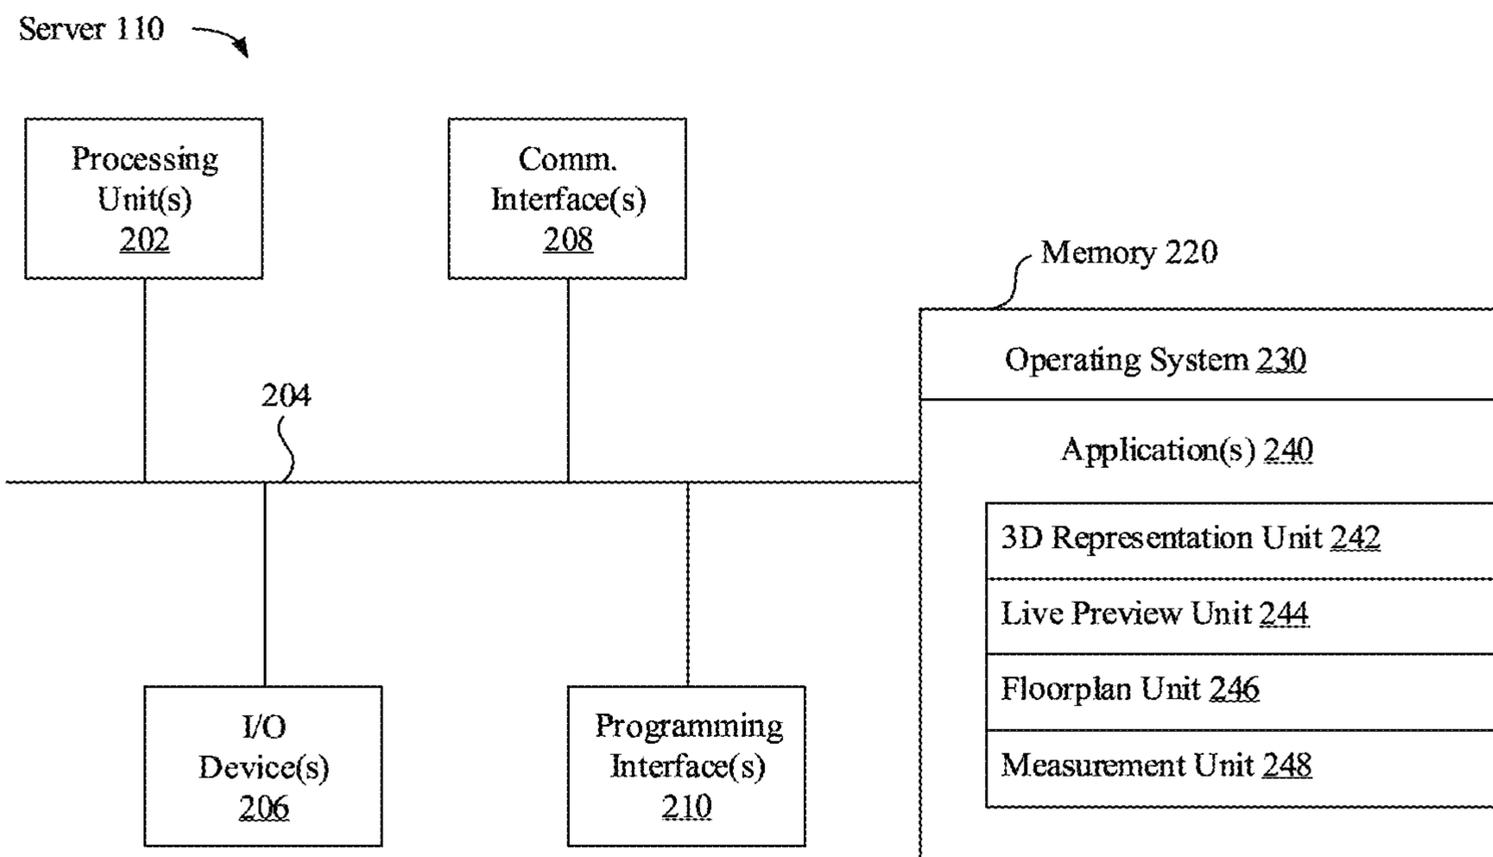 Server 110
Processing
Unit(s)
202
Comm.
Interface(s)
208
Memory 220
Operating System 230
204
Application(s) 240
3D Representation Unit 242
Live Preview Unit 244
Floorplan Unit 246
Measurement Unit 248
I/O
Device(s)
206
Programming
Interface(s)
210